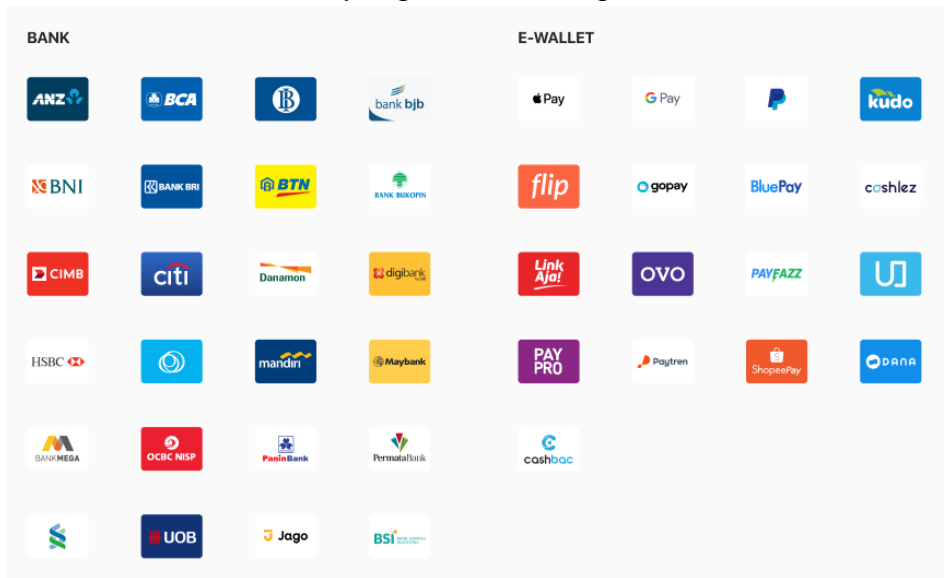 BANK
ANZ
BCA
B
bank bjb
BNI
BANK BRI
BTN
BANK BUKOPIN
CIMB
citi
Danamon
digibank
HSBC
mandiri
Maybank
BANK MEGA
OCBC NISP
PaninBank
PermataBank
UOB
Jago
BSI
E-WALLET
Pay
G Pay
kudo
flip
gopay
BluePay
cashlez
Link
Aja!
OVO
PAYFAZZ
PAY
PRO
Paytren
S
ShopeePay
DANA
cashbac